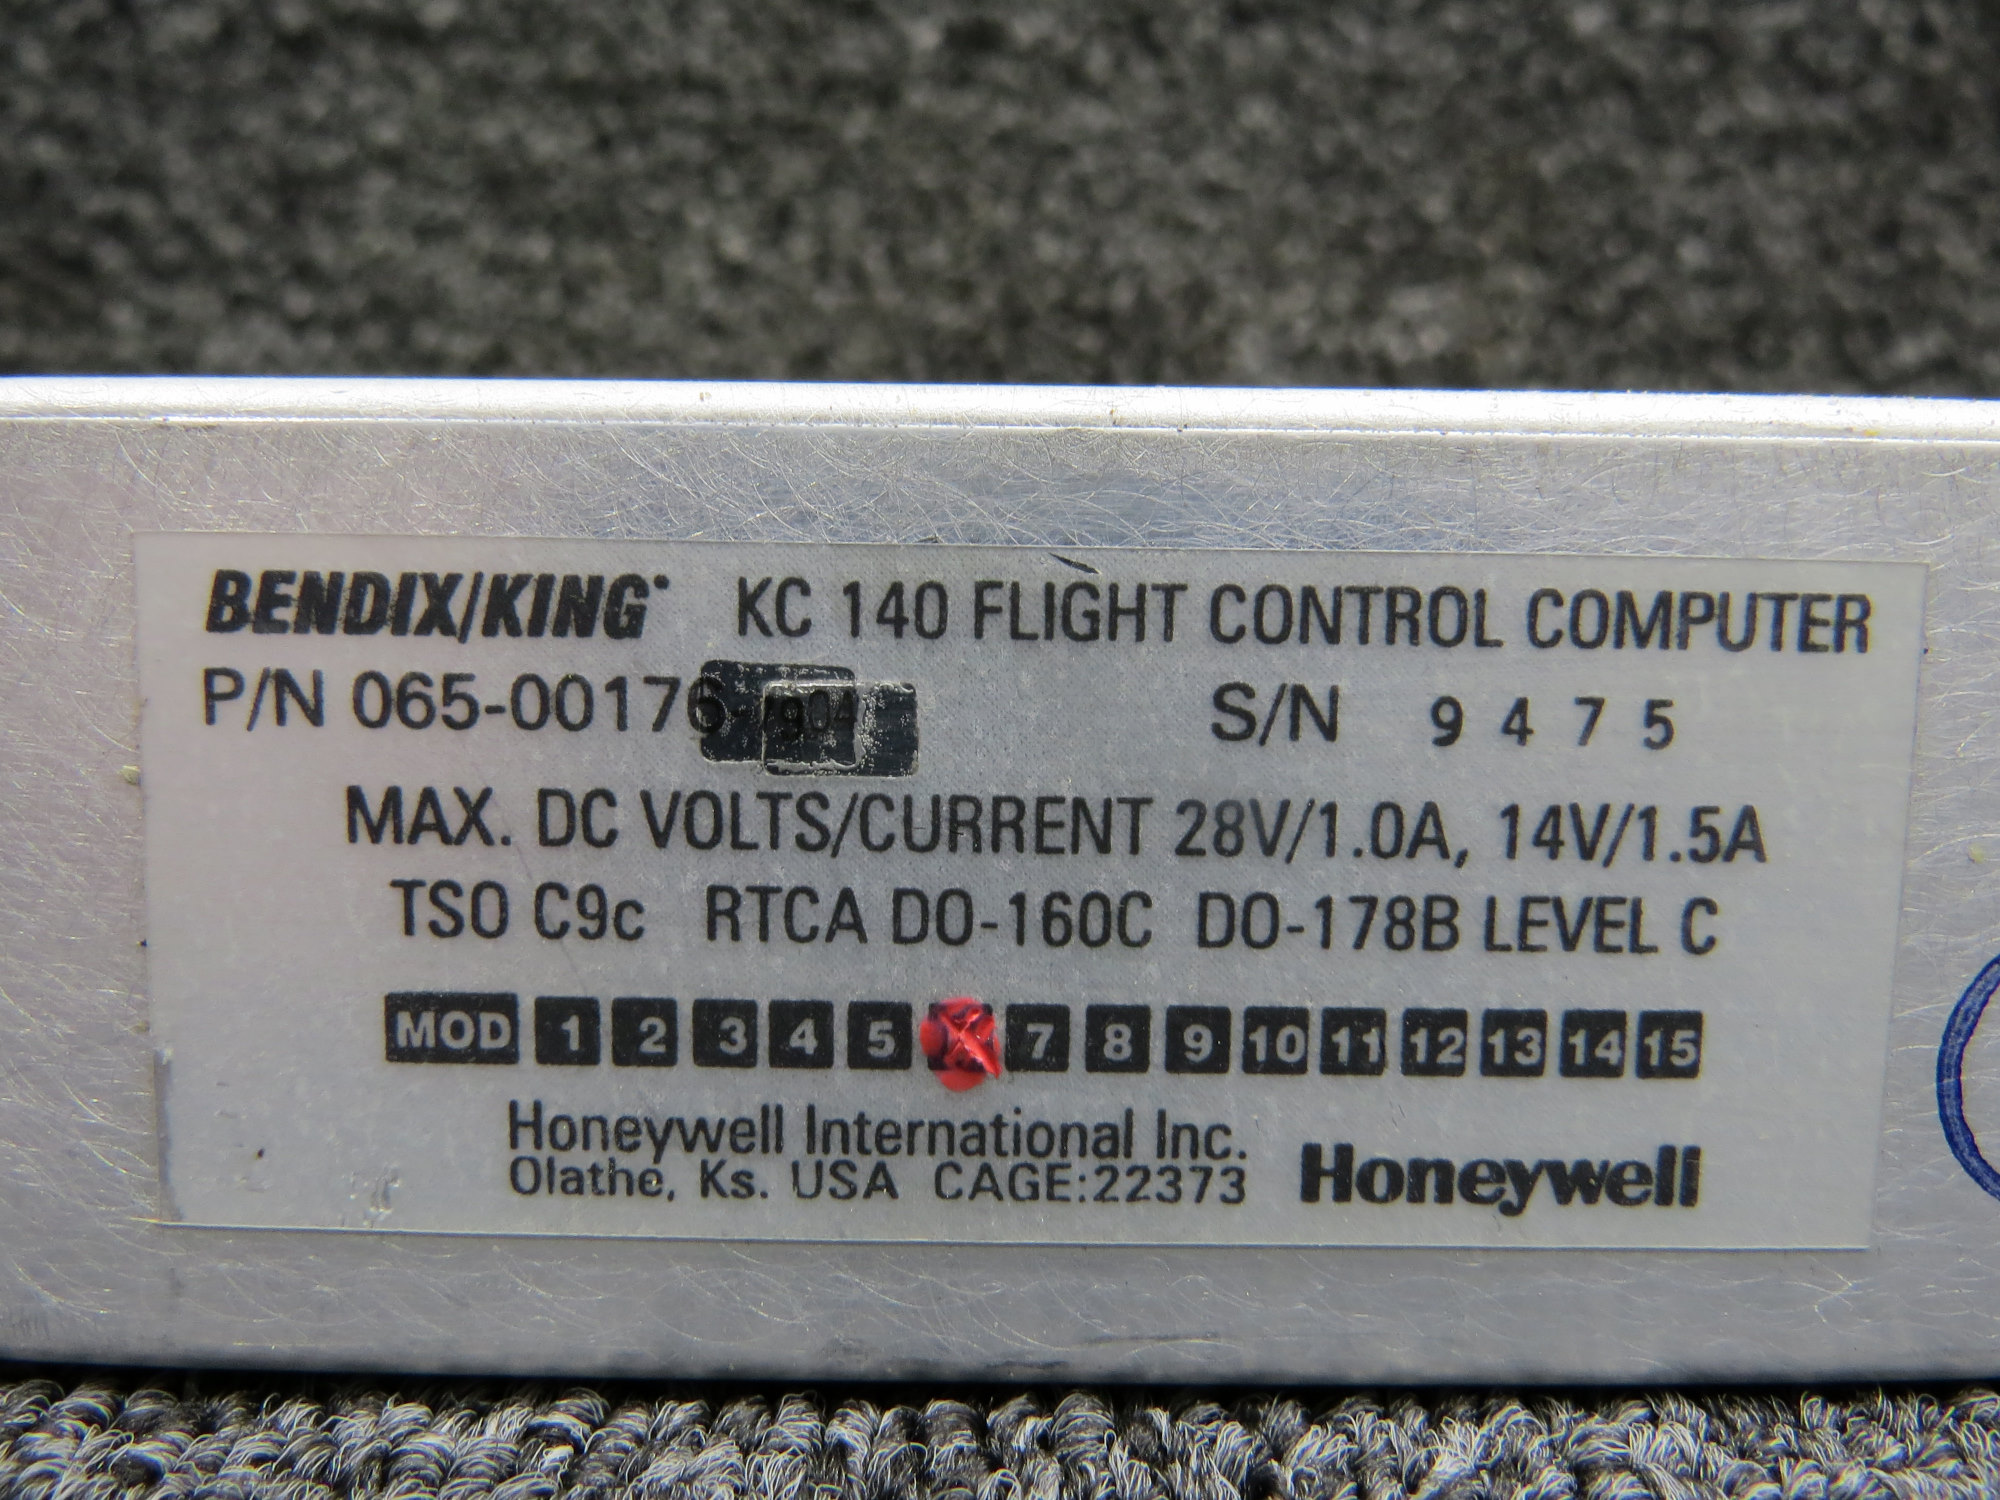 BENDIX/KING® KC 140 FLIGHT CONTROL COMPUTER
P/N 065-00176- S/N 9475
MAX. DC VOLTS/CURRENT 28V/1.0A, 14V/1.5A
TSO C9c RTCA DO-160C DO-178B LEVEL C
MOD 1 2 3 4 5 7 8 9 10 11 12 13 14 15
Honeywell International Inc.
Olathe, Ks. USA CAGE:22373 Honeywell